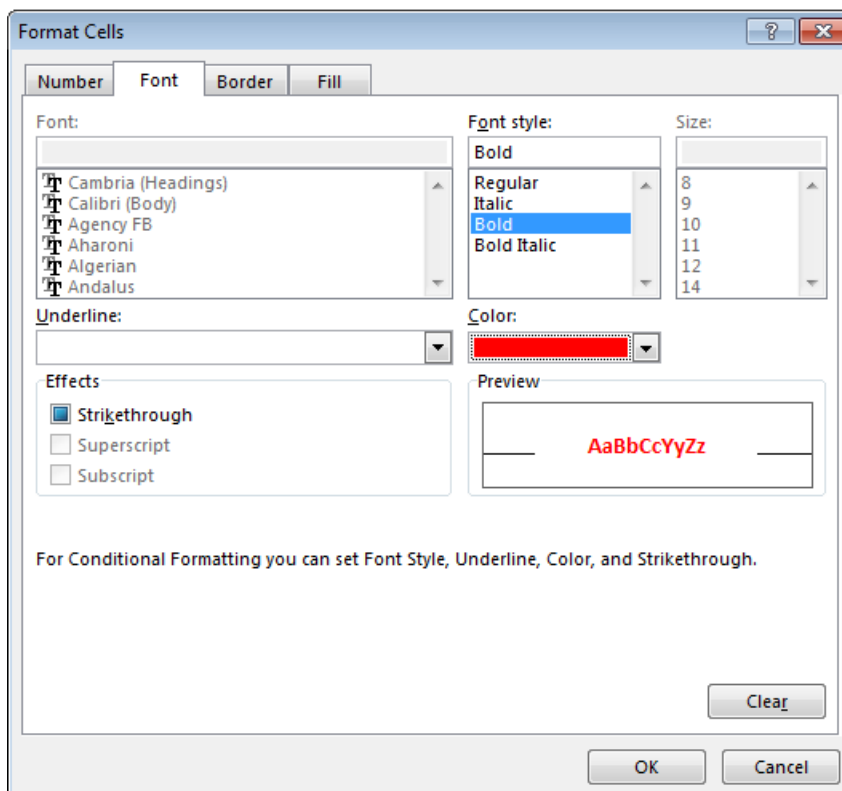 Format Cells
Number Font Border Fill
Font: Font style: Size:
Bold
Cambria (Headings) Regular 8
Calibri (Body) Italic 9
Agency FB Bold 10
Aharoni Bold Italic 11
Algerian 12
Andalus 14
Underline: Color:
Effects Preview
Strikethrough
AaBbCcYyZz
Superscript
Subscript
For Conditional Formatting you can set Font Style, Underline, Color, and Strikethrough.
Clear
OK Cancel